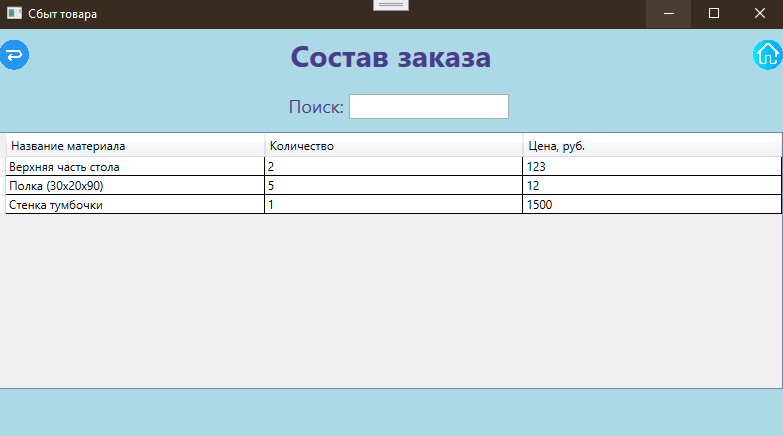 Сбыт товара
Состав заказа
Поиск:
Название материала Количество Цена, руб.
Верхняя часть стола 2 123
Полка (30x20x90) 5 12
Стенка тумбочки 1 1500